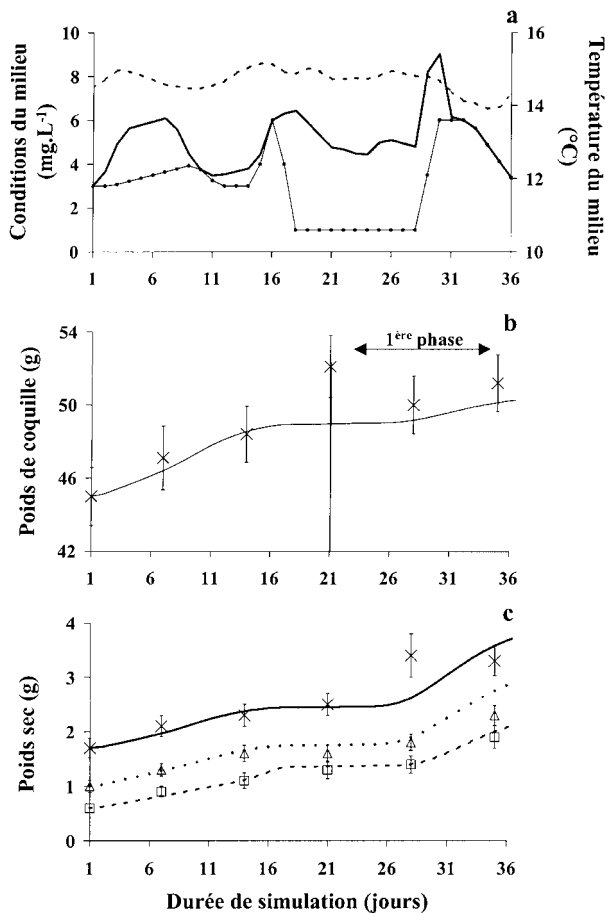 a
Conditions du milieu
(mg.L-1)
10
8
6
4
2
0
16
14
12
10
Température du milieu
(°C)
1 6 11 16 21 26 31 36
b
1ère phase
Poids de coquille (g)
54
50
46
42
1 6 11 16 21 26 31 36
c
Poids sec (g)
4
3
2
1
0
1 6 11 16 21 26 31 36
Durée de simulation (jours)